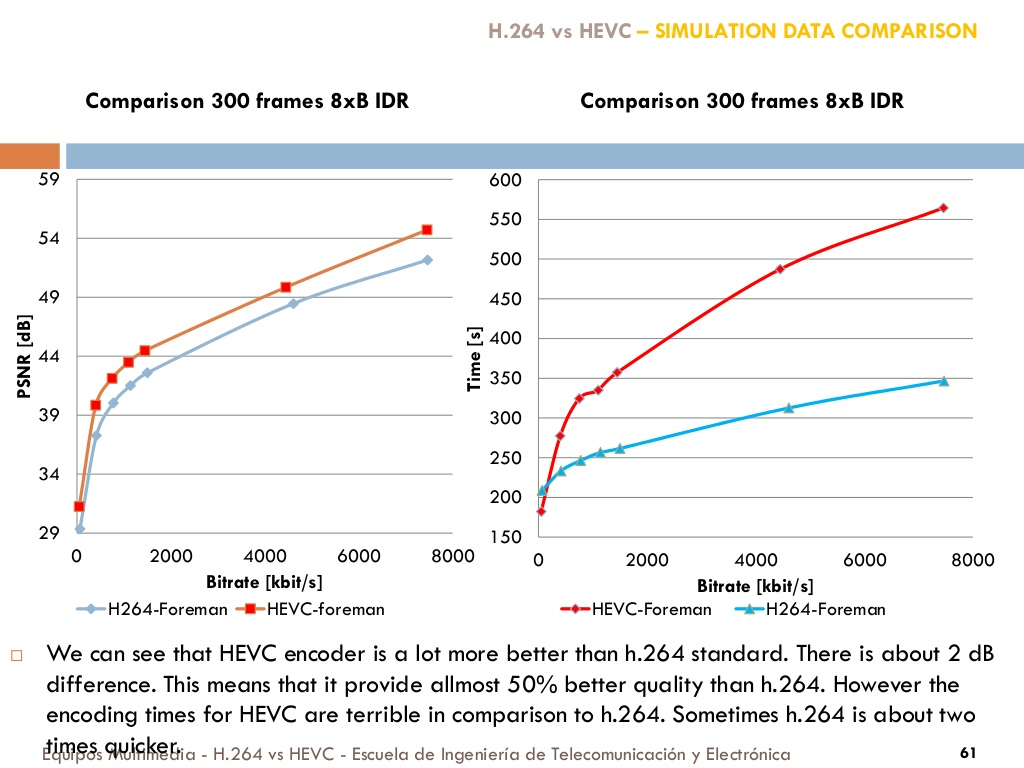 H.264 vs HEVC – SIMULATION DATA COMPARISON
Comparison 300 frames 8xB IDR
59
54
49
44
39
34
29
PSNR [dB]
0 2000 4000 6000 8000
Bitrate [kbit/s]
H264-Foreman HEVC-foreman
Comparison 300 frames 8xB IDR
600
550
500
450
400
350
300
250
200
150
Time [s]
0 2000 4000 6000 8000
Bitrate [kbit/s]
HEVC-Foreman H264-Foreman
We can see that HEVC encoder is a lot more better than h.264 standard. There is about 2 dB
difference. This means that it provide allmost 50% better quality than h.264. However the
encoding times for HEVC are terrible in comparison to h.264. Sometimes h.264 is about two
times quicker.
Equipos Multimedia - H.264 vs HEVC - Escuela de Ingeniería de Telecomunicación y Electrónica
61